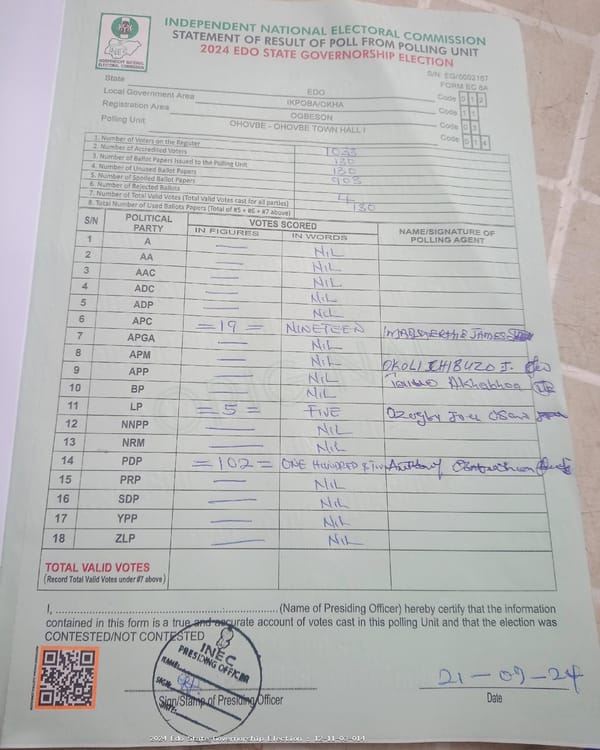 INDEPENDENT NATIONAL ELECTORAL COMMISSION
STATEMENT OF RESULT OF POLL FROM POLLING UNIT
2024 EDO STATE GOVERNORSHIP ELECTION
INEC
INDEPENDENT NATIONAL ELECTORAL COMMISSION
S/N: EG/0002167
FORM EC 8A
State EDO Code 0 1 2
Local Government Area IKPOBA/OKHA Code 1 1
Registration Area OGBESON Code 0 3
Polling Unit OHOVBE - OHOVBE TOWN HALL I Code 0 1 4
1. Number of Voters on the Register 1033
2. Number of Accredited Voters 130
3. Number of Ballot Papers Issued to the Polling Unit
4. Number of Unused Ballot Papers 903
5. Number of Spoiled Ballot Papers
6. Number of Rejected Ballots 4
7. Number of Total Valid Votes (Total Valid Votes cast for all parties)
8. Total Number of Used Ballots Papers (Total of #5 + #6 + #7 above) 130
S/N POLITICAL PARTY VOTES SCORED NAME/SIGNATURE OF POLLING AGENT
IN FIGURES IN WORDS
1 A — NIL
2 AA — NIL
3 AAC — NIL
4 ADC — NIL
5 ADP — NIL
6 APC =19= NINETEEN JAMES
7 APGA — NIL
8 APM — NIL OKOLI CHIBUZO J.
9 APP — NIL
10 BP — NIL
11 LP =5= FIVE
12 NNPP — NIL
13 NRM — NIL
14 PDP =102= ONE HUNDRED & TWO Anthony
15 PRP — NIL
16 SDP — NIL
17 YPP — NIL
18 ZLP — NIL
TOTAL VALID VOTES
(Record Total Valid Votes under #7 above)
I, ........................................................(Name of Presiding Officer) hereby certify that the information
contained in this form is a true and accurate account of votes cast in this polling Unit and that the election was
CONTESTED/NOT CONTESTED
INEC
PRESIDING OFFICER
NAME:
SIGN:
DATE:
21-09-24
Sign/Stamp of Presiding Officer
Date
2024 Edo State Governorship Election - 12_11_03_014